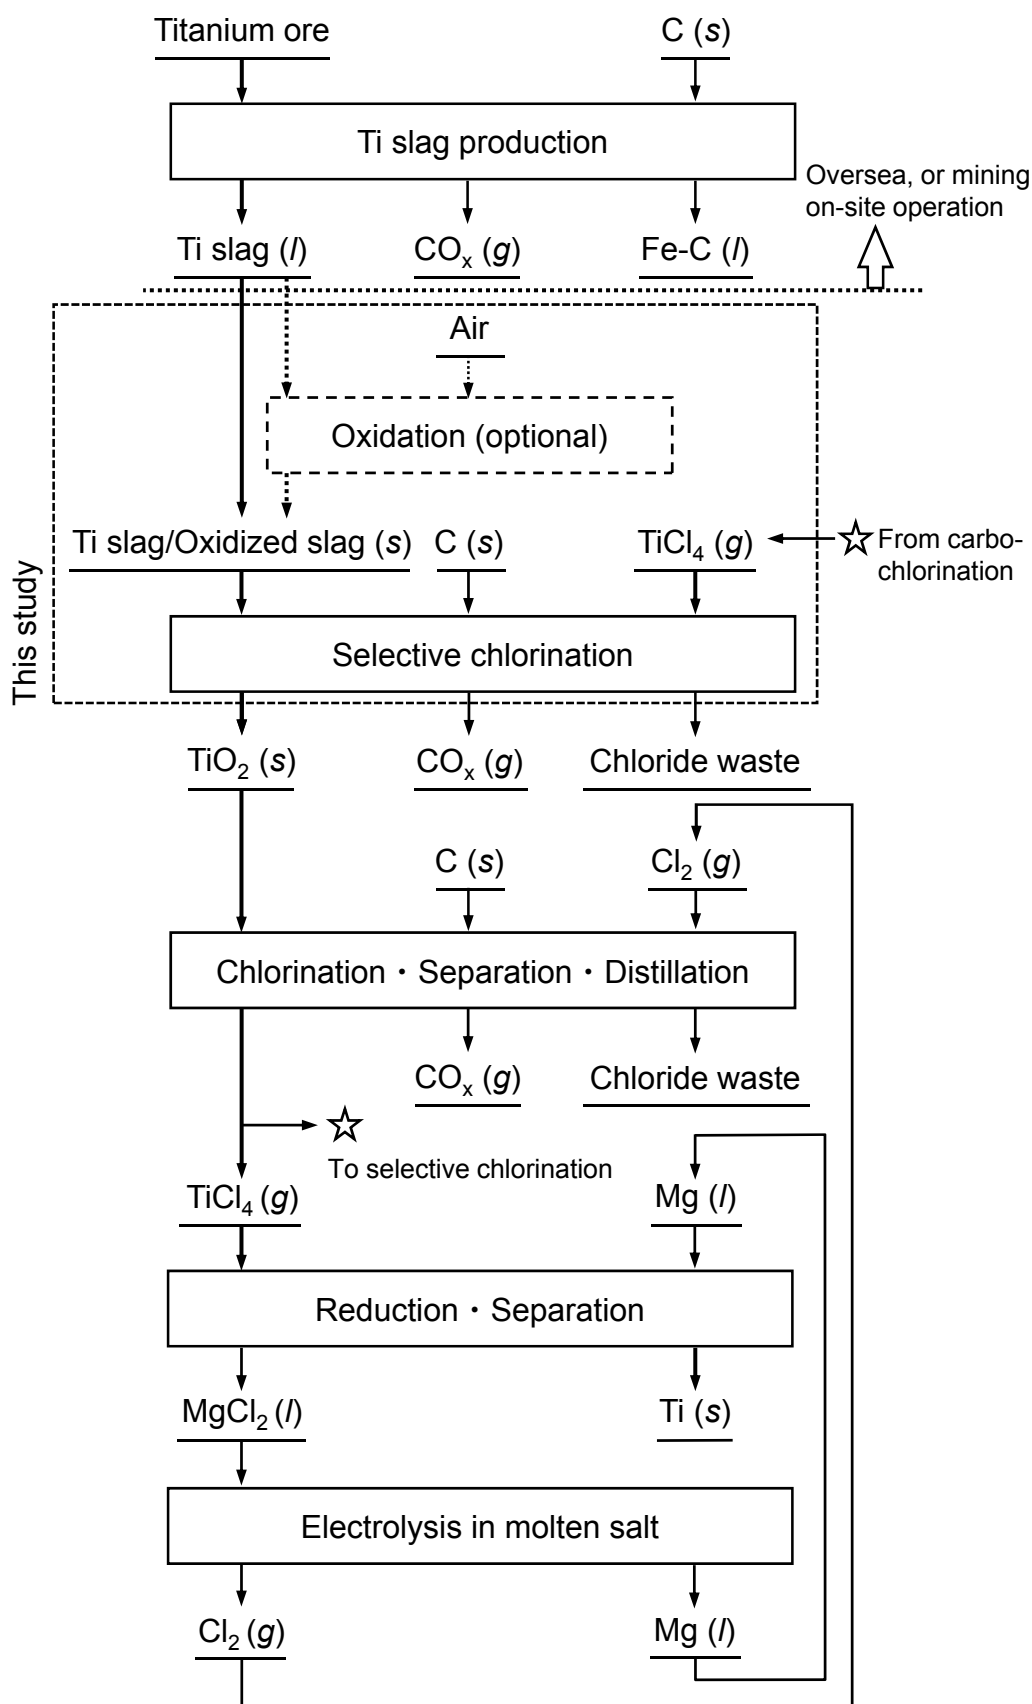 Titanium ore
C (s)
Ti slag production
Oversea, or mining
on-site operation
Ti slag (l)
COₓ (g)
Fe-C (l)
Air
Oxidation (optional)
Ti slag/Oxidized slag (s)
C (s)
TiCl₄ (g)
☆ From carbo-
chlorination
This study
Selective chlorination
TiO₂ (s)
COₓ (g)
Chloride waste
C (s)
Cl₂ (g)
Chlorination・Separation・Distillation
COₓ (g)
Chloride waste
☆
To selective chlorination
TiCl₄ (g)
Mg (l)
Reduction・Separation
MgCl₂ (l)
Ti (s)
Electrolysis in molten salt
Cl₂ (g)
Mg (l)